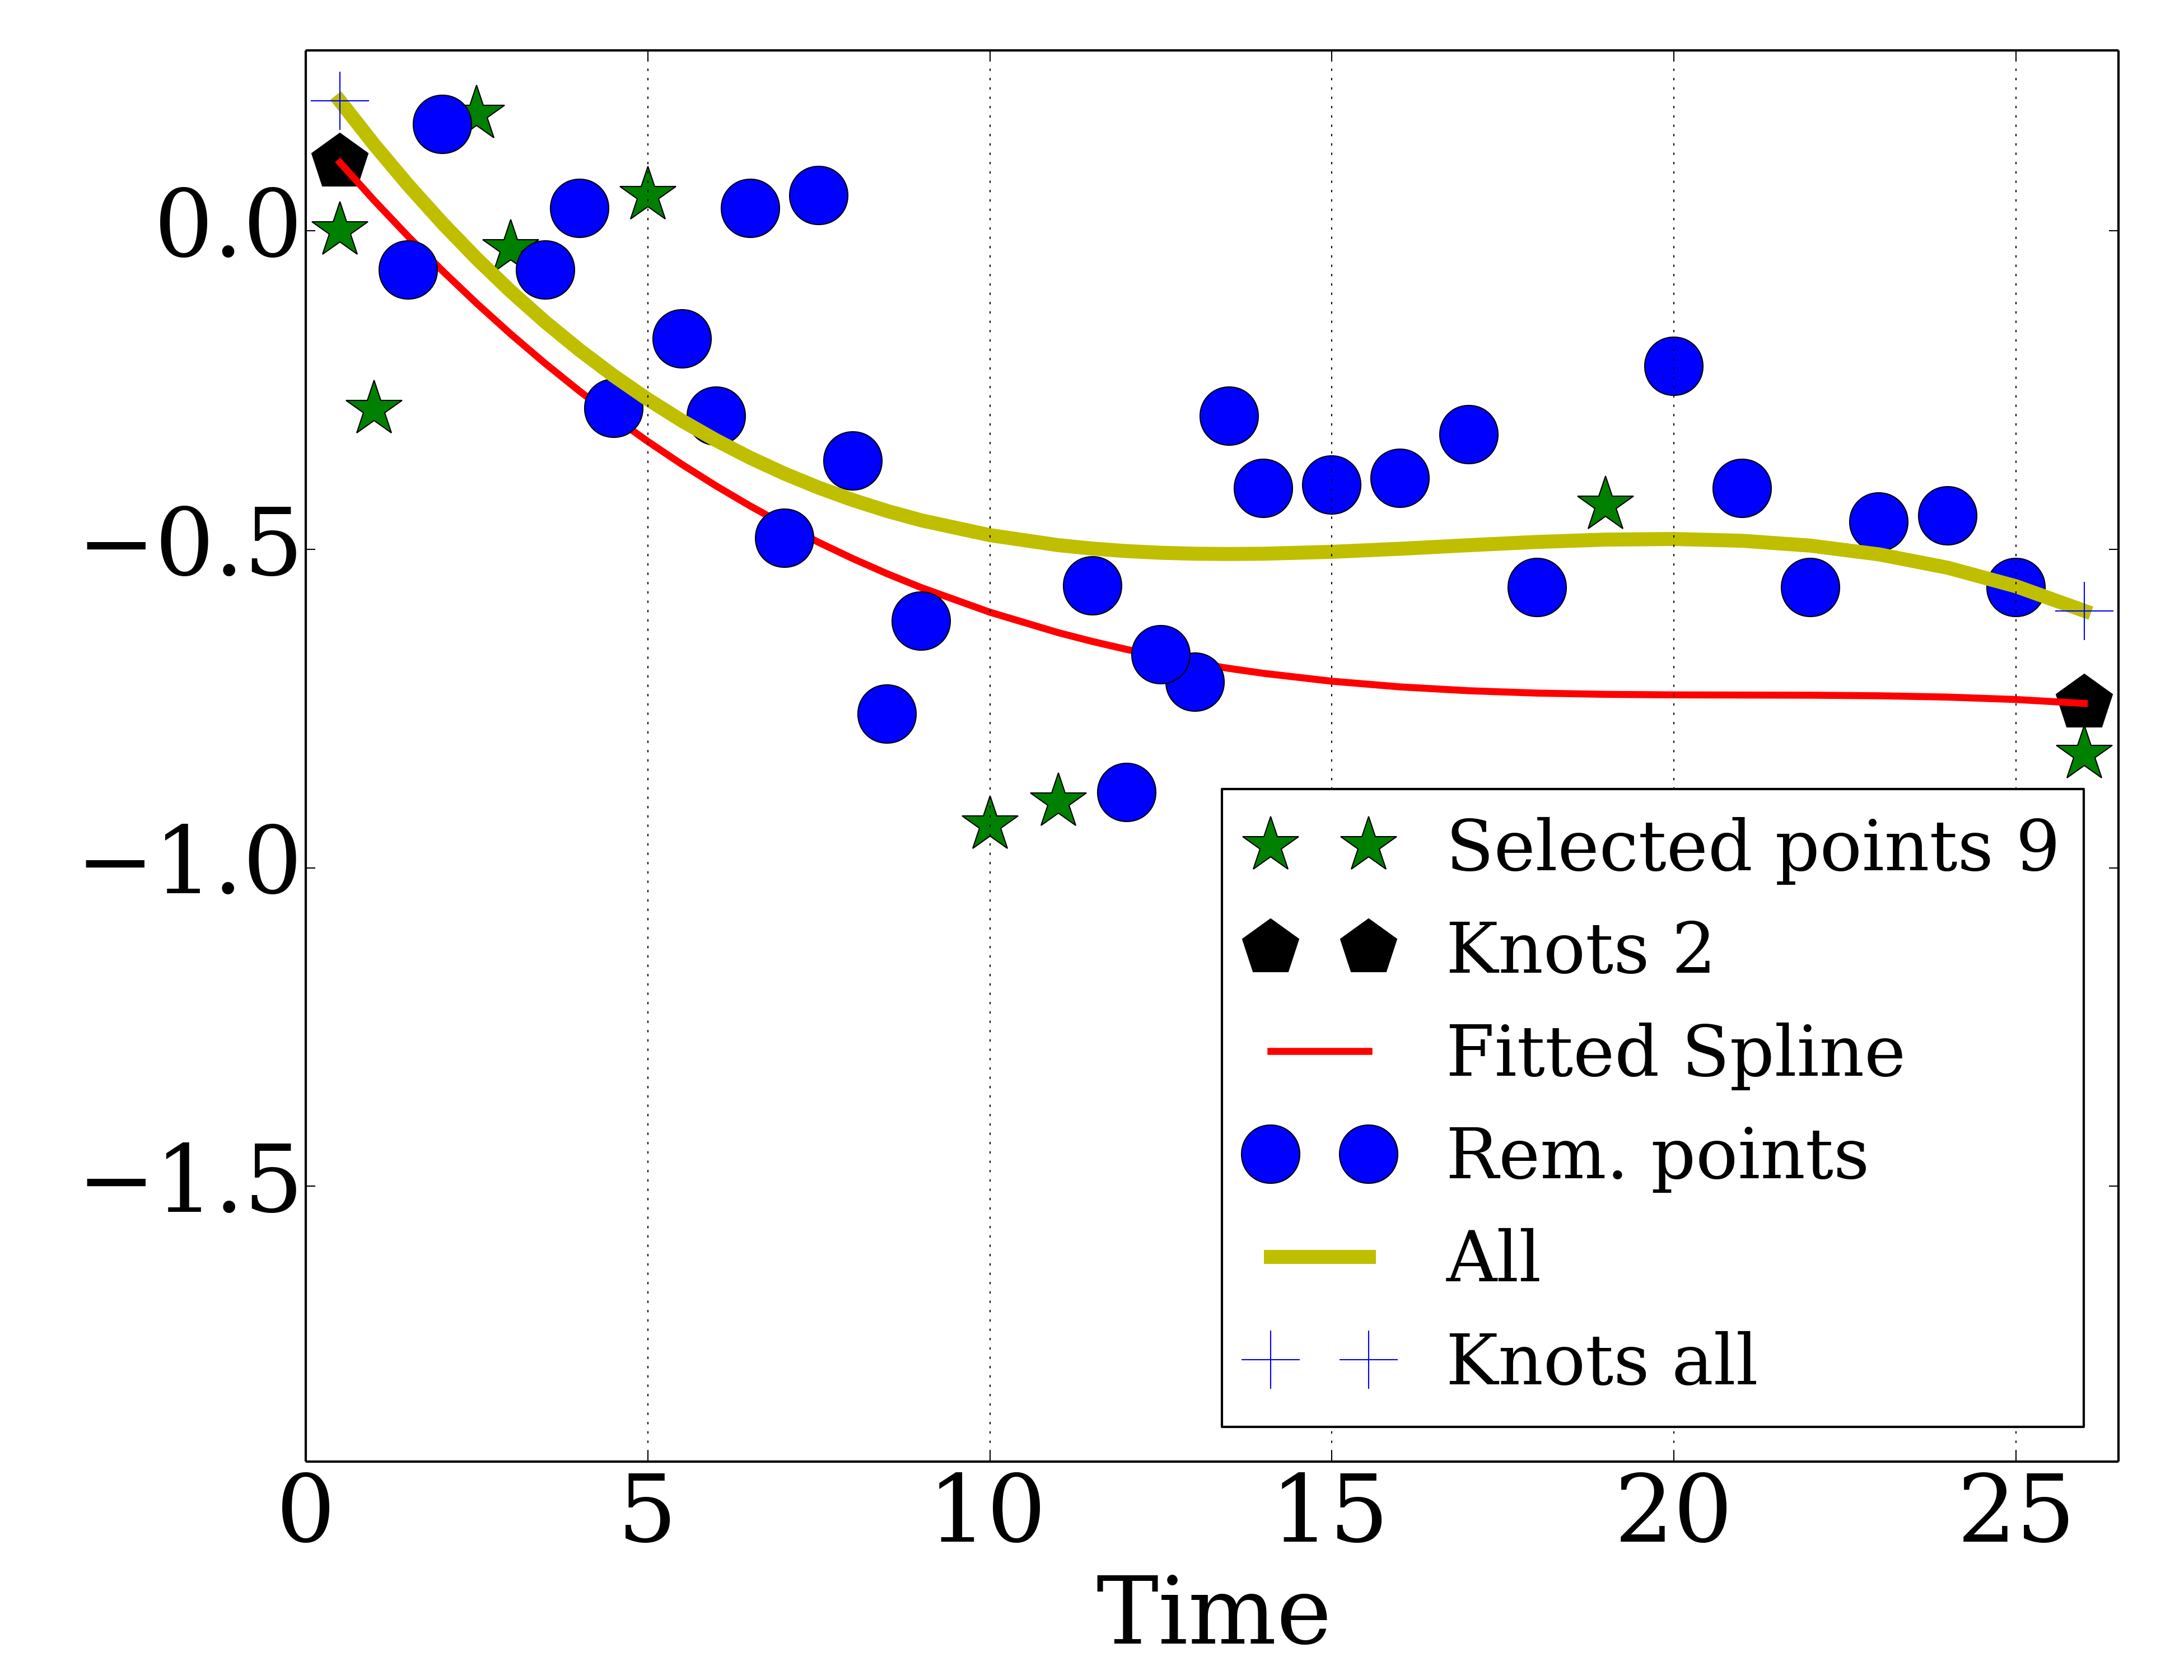 0.0
−0.5
−1.0
−1.5
Selected points 9
Knots 2
Fitted Spline
Rem. points
All
Knots all
0 5 10 15 20 25
Time